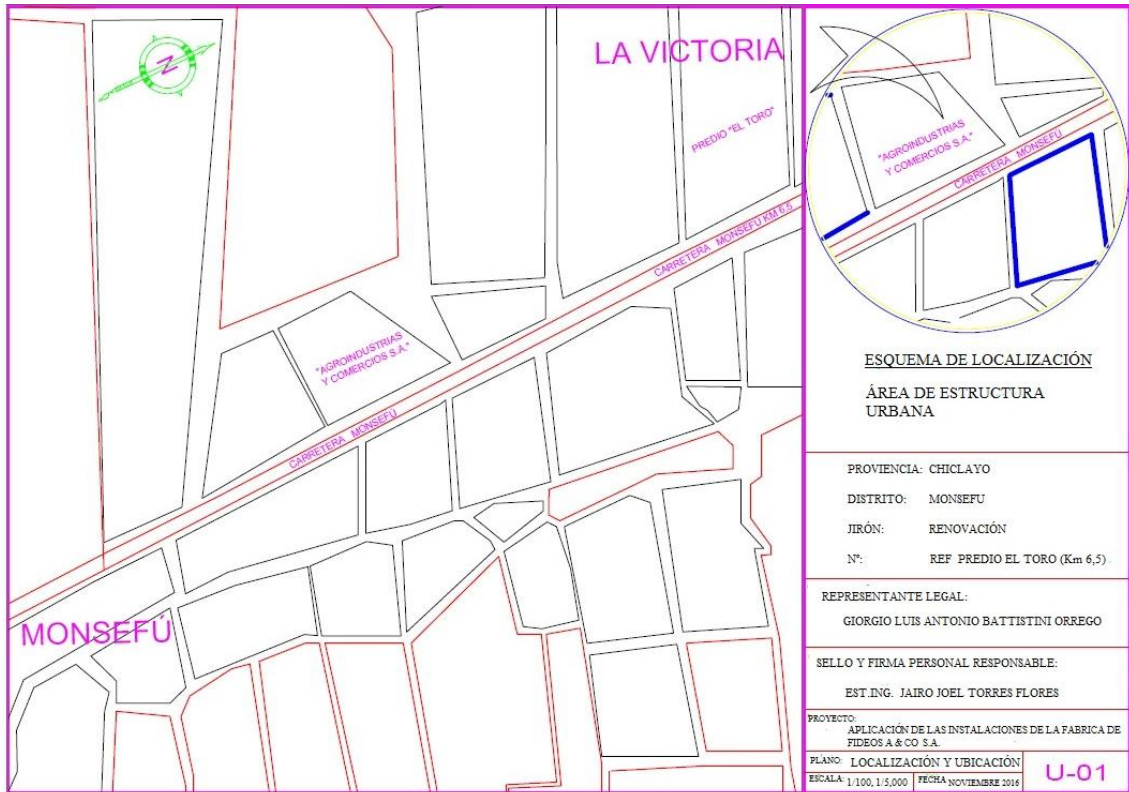 N
LA VICTORIA
PREDIO "EL TORO"
CARRETERA MONSEFÚ KM 6.5
"AGROINDUSTRIAS
Y COMERCIOS S.A."
CARRETERA MONSEFÚ
MONSEFÚ
"AGROINDUSTRIAS
Y COMERCIOS S.A."
CARRETERA MONSEFÚ
ESQUEMA DE LOCALIZACIÓN
ÁREA DE ESTRUCTURA
URBANA
PROVIENCIA: CHICLAYO
DISTRITO: MONSEFU
JIRÓN: RENOVACIÓN
Nº: REF PREDIO EL TORO (Km 6,5)
REPRESENTANTE LEGAL:
GIORGIO LUIS ANTONIO BATTISTINI ORREGO
SELLO Y FIRMA PERSONAL RESPONSABLE:
EST.ING. JAIRO JOEL TORRES FLORES
PROYECTO:
APLICACIÓN DE LAS INSTALACIONES DE LA FABRICA DE
FIDEOS A & CO S.A.
PLANO: LOCALIZACIÓN Y UBICACIÓN
ESCALA: 1/100, 1/5,000 FECHA NOVIEMBRE 2016
U-01